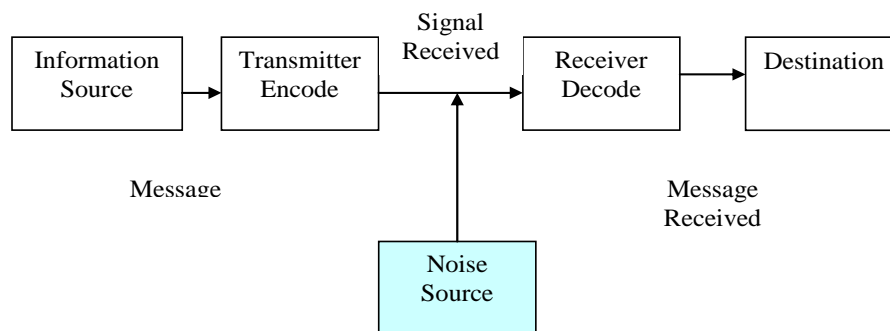 Signal
Received
Information
Source
Transmitter
Encode
Receiver
Decode
Destination
Message
Message
Received
Noise
Source